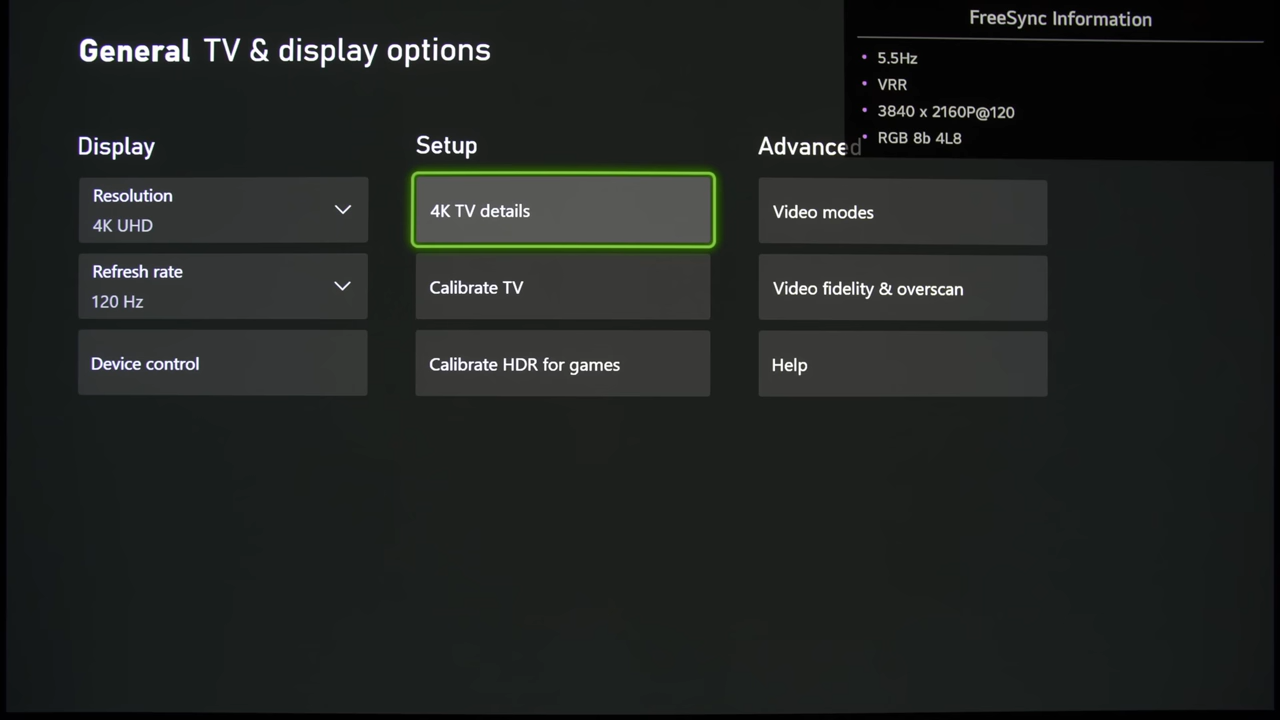 General TV & display options
FreeSync Information
• 5.5Hz
• VRR
• 3840 x 2160P@120
• RGB 8b 4L8
Display
Resolution
4K UHD
Refresh rate
120 Hz
Device control
Setup
4K TV details
Calibrate TV
Calibrate HDR for games
Advanced
Video modes
Video fidelity & overscan
Help